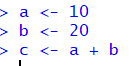 > a <- 10
> b <- 20
> c <- a + b